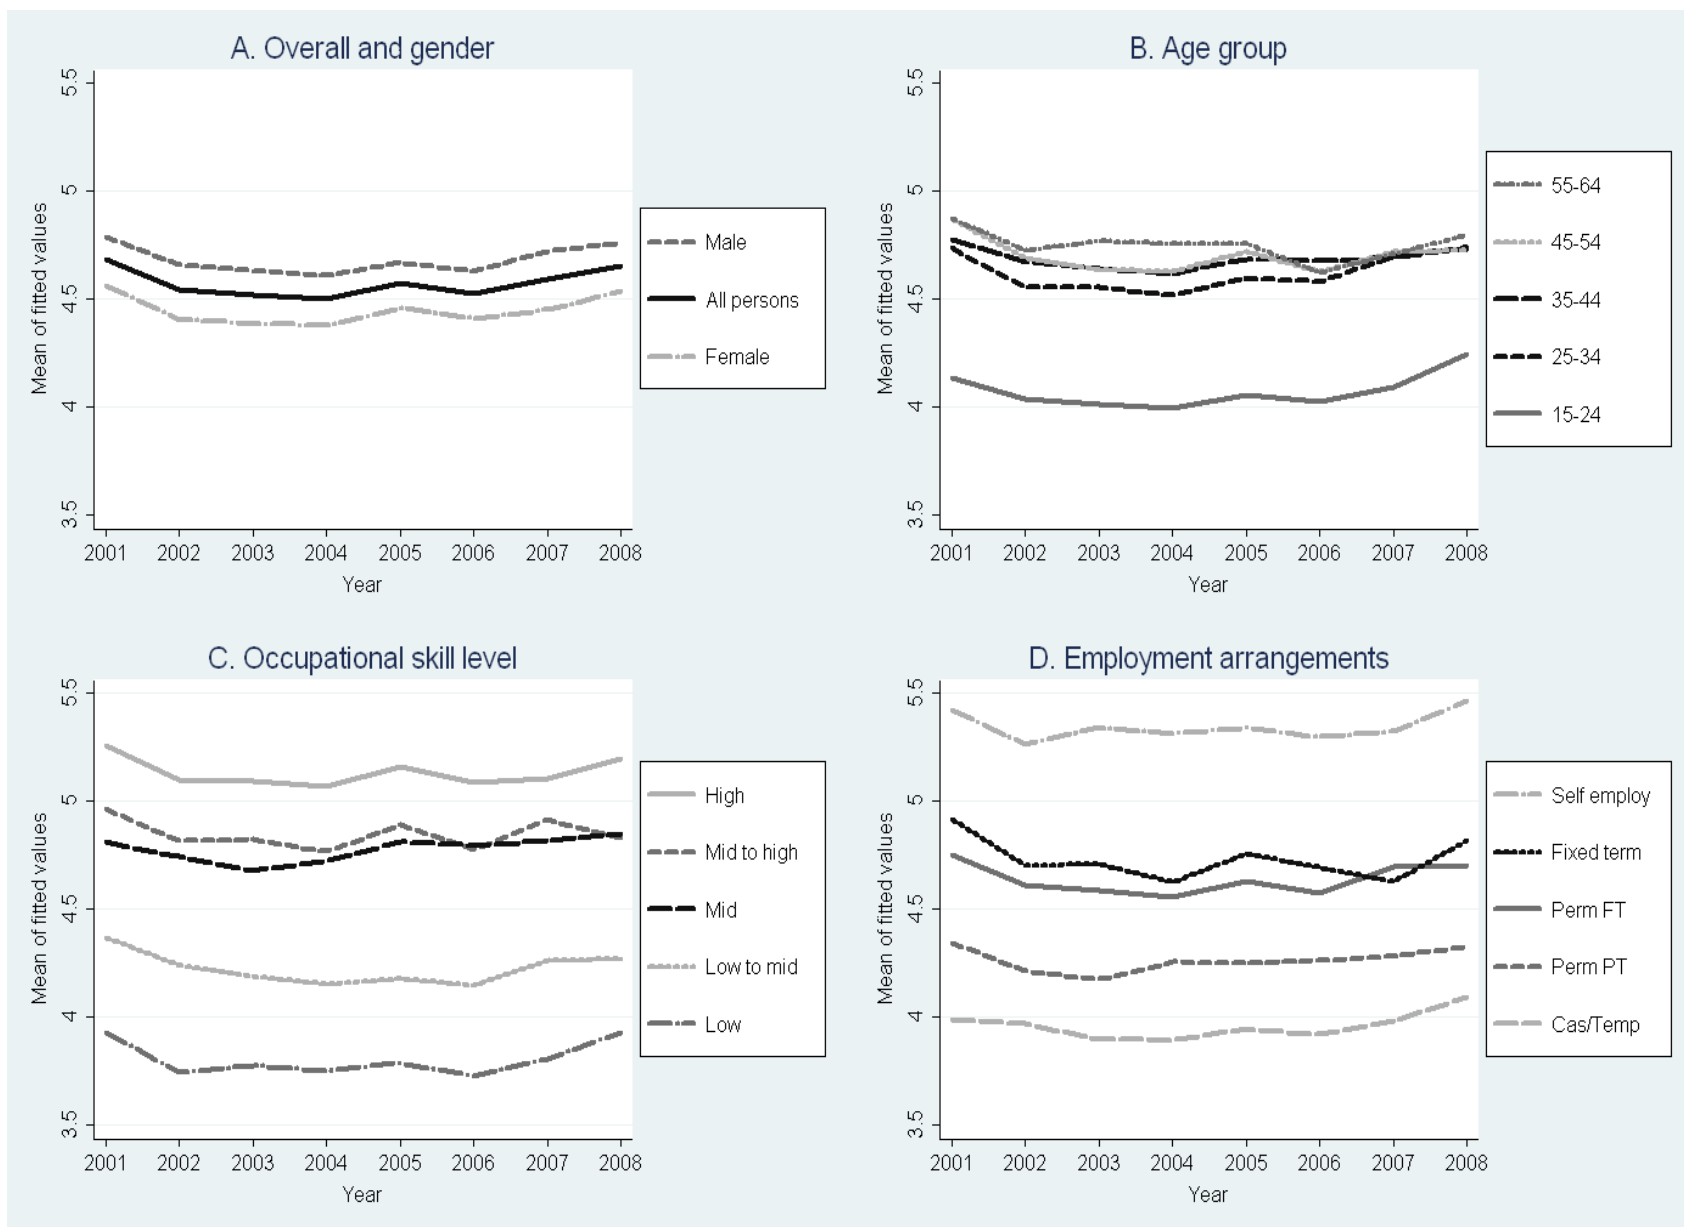 A. Overall and gender
5.5
5
4.5
4
3.5
Mean of fitted values
2001 2002 2003 2004 2005 2006 2007 2008
Year
Male
All persons
Female
B. Age group
5.5
5
4.5
4
3.5
Mean of fitted values
2001 2002 2003 2004 2005 2006 2007 2008
Year
55-64
45-54
35-44
25-34
15-24
C. Occupational skill level
5.5
5
4.5
4
3.5
Mean of fitted values
2001 2002 2003 2004 2005 2006 2007 2008
Year
High
Mid to high
Mid
Low to mid
Low
D. Employment arrangements
5.5
5
4.5
4
3.5
Mean of fitted values
2001 2002 2003 2004 2005 2006 2007 2008
Year
Self employ
Fixed term
Perm FT
Perm PT
Cas/Temp